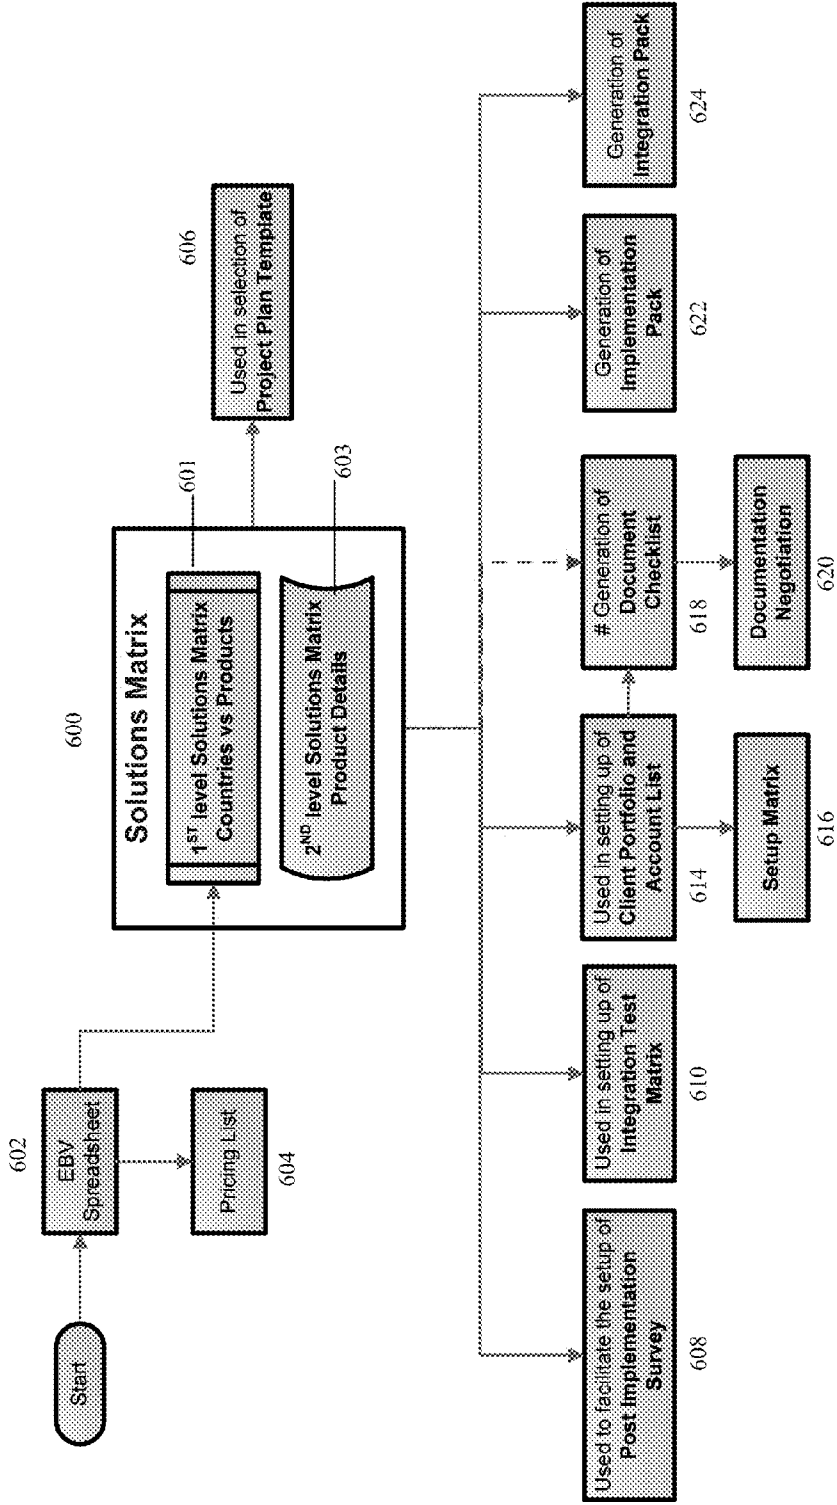 Start
602
EBV
Spreadsheet
Pricing List
604
600
Solutions Matrix
1ST level Solutions Matrix
Countries vs Products
601
2ND level Solutions Matrix
Product Details
603
606
Used in selection of
Project Plan Template
Used to facilitate the setup of
Post Implementation
Survey
608
Used in setting up of
Integration Test
Matrix
610
Used in setting up of
Client Portfolio and
Account List
614
Setup Matrix
616
# Generation of
Document
Checklist
618
Documentation
Negotiation
620
Generation of
Implementation
Pack
622
Generation of
Integration Pack
624